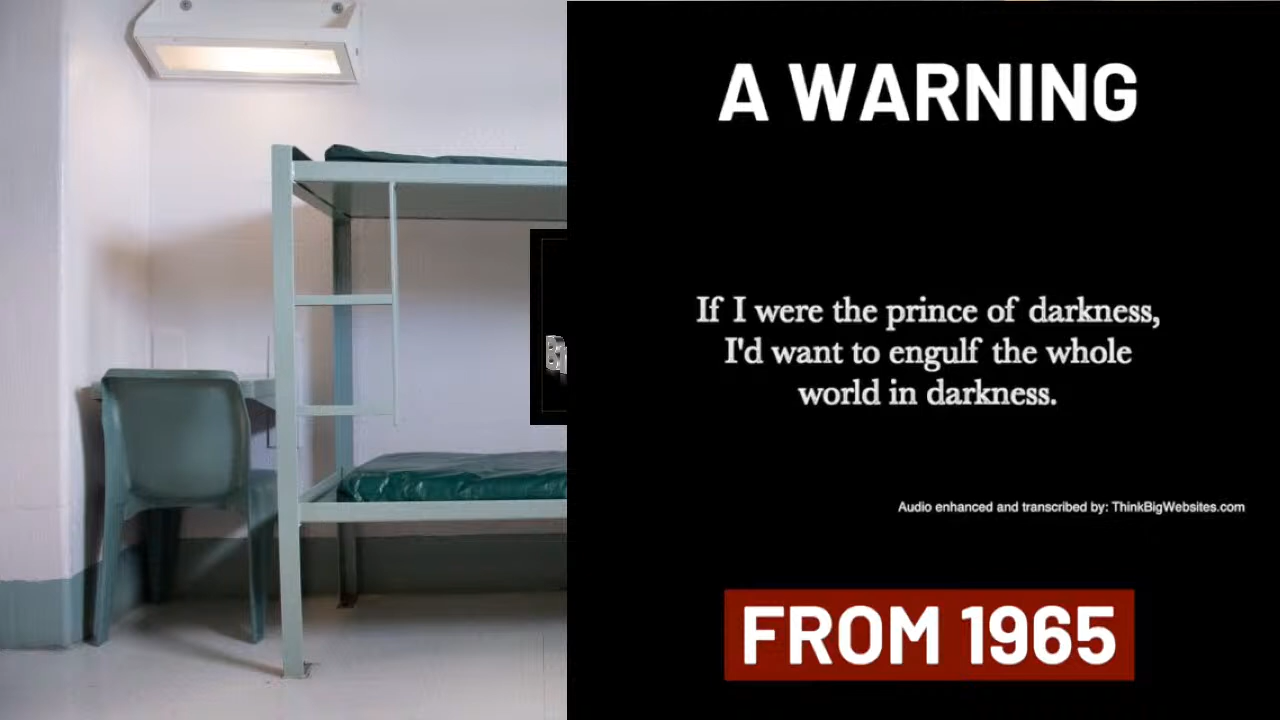 A WARNING
If I were the prince of darkness,
I'd want to engulf the whole
world in darkness.
Audio enhanced and transcribed by: ThinkBigWebsites.com
FROM 1965